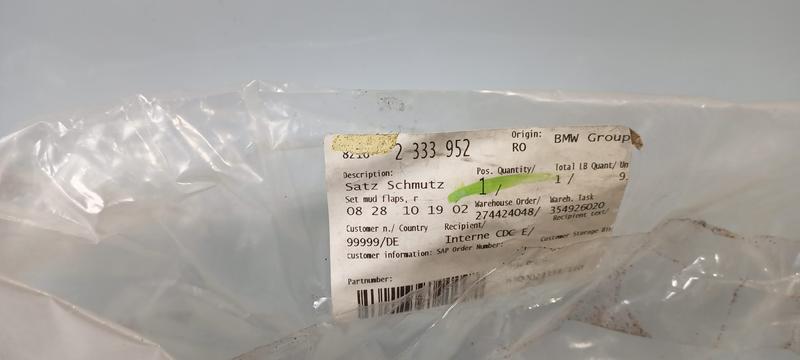 Origin: BMW Group
8210 2 333 952 RO
Description: Pos. Quantity/ Total LB Quant/ Un
Satz Schmutz 1 / 1 / 9,
Set mud flaps, r
08 28 10 19 02 Warehouse Order/ Wareh. Task
274424048/ 354926020
Recipient text/
Customer n./ Country Recipient/
99999/DE Interne CDC E/
Customer information: SAP Order Number: Customer Storage
Partnumber: